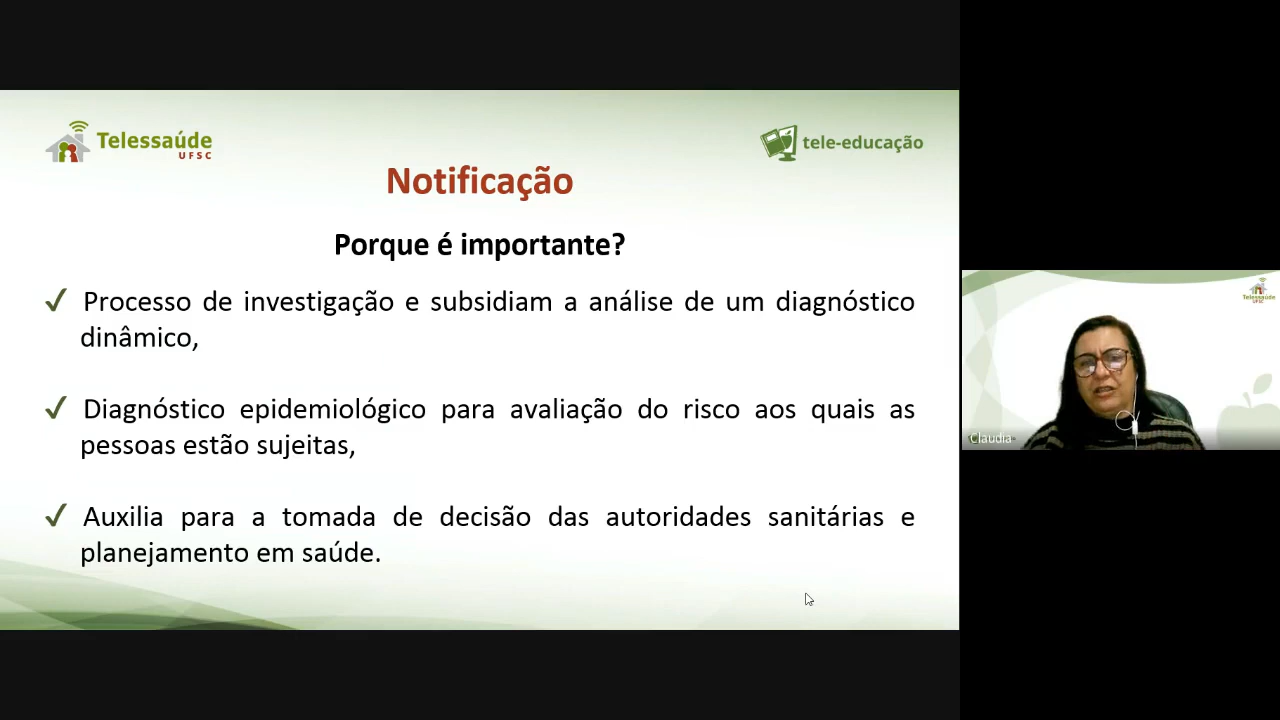 Telessaúde
UFSC
tele-educação
Notificação
Porque é importante?
✓ Processo de investigação e subsidiam a análise de um diagnóstico
dinâmico,
✓ Diagnóstico epidemiológico para avaliação do risco aos quais as
pessoas estão sujeitas,
✓ Auxilia para a tomada de decisão das autoridades sanitárias e
planejamento em saúde.
Telessaúde
UFSC
Claudia